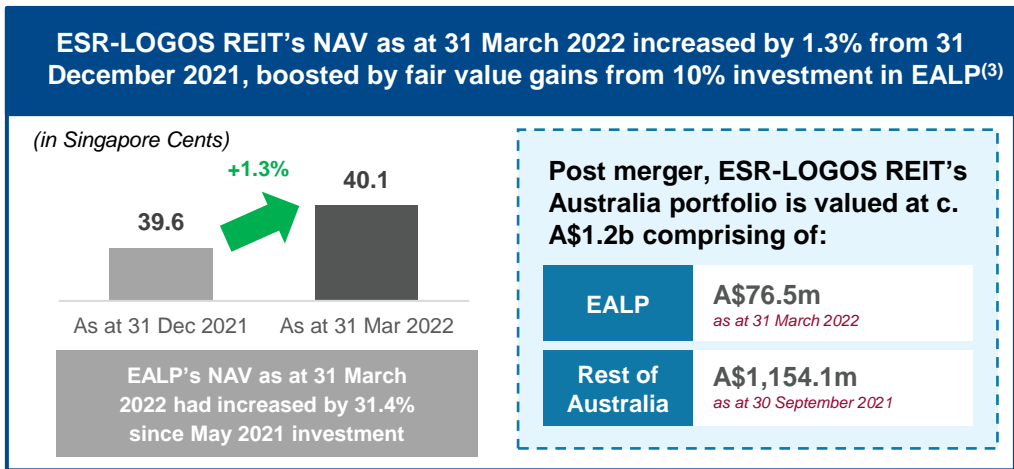 ESR-LOGOS REIT's NAV as at 31 March 2022 increased by 1.3% from 31
December 2021, boosted by fair value gains from 10% investment in EALP(3)
(in Singapore Cents)
+1.3%
39.6
40.1
As at 31 Dec 2021
As at 31 Mar 2022
EALP's NAV as at 31 March
2022 had increased by 31.4%
since May 2021 investment
Post merger, ESR-LOGOS REIT's
Australia portfolio is valued at c.
A$1.2b comprising of:
EALP
A$76.5m
as at 31 March 2022
Rest of
Australia
A$1,154.1m
as at 30 September 2021